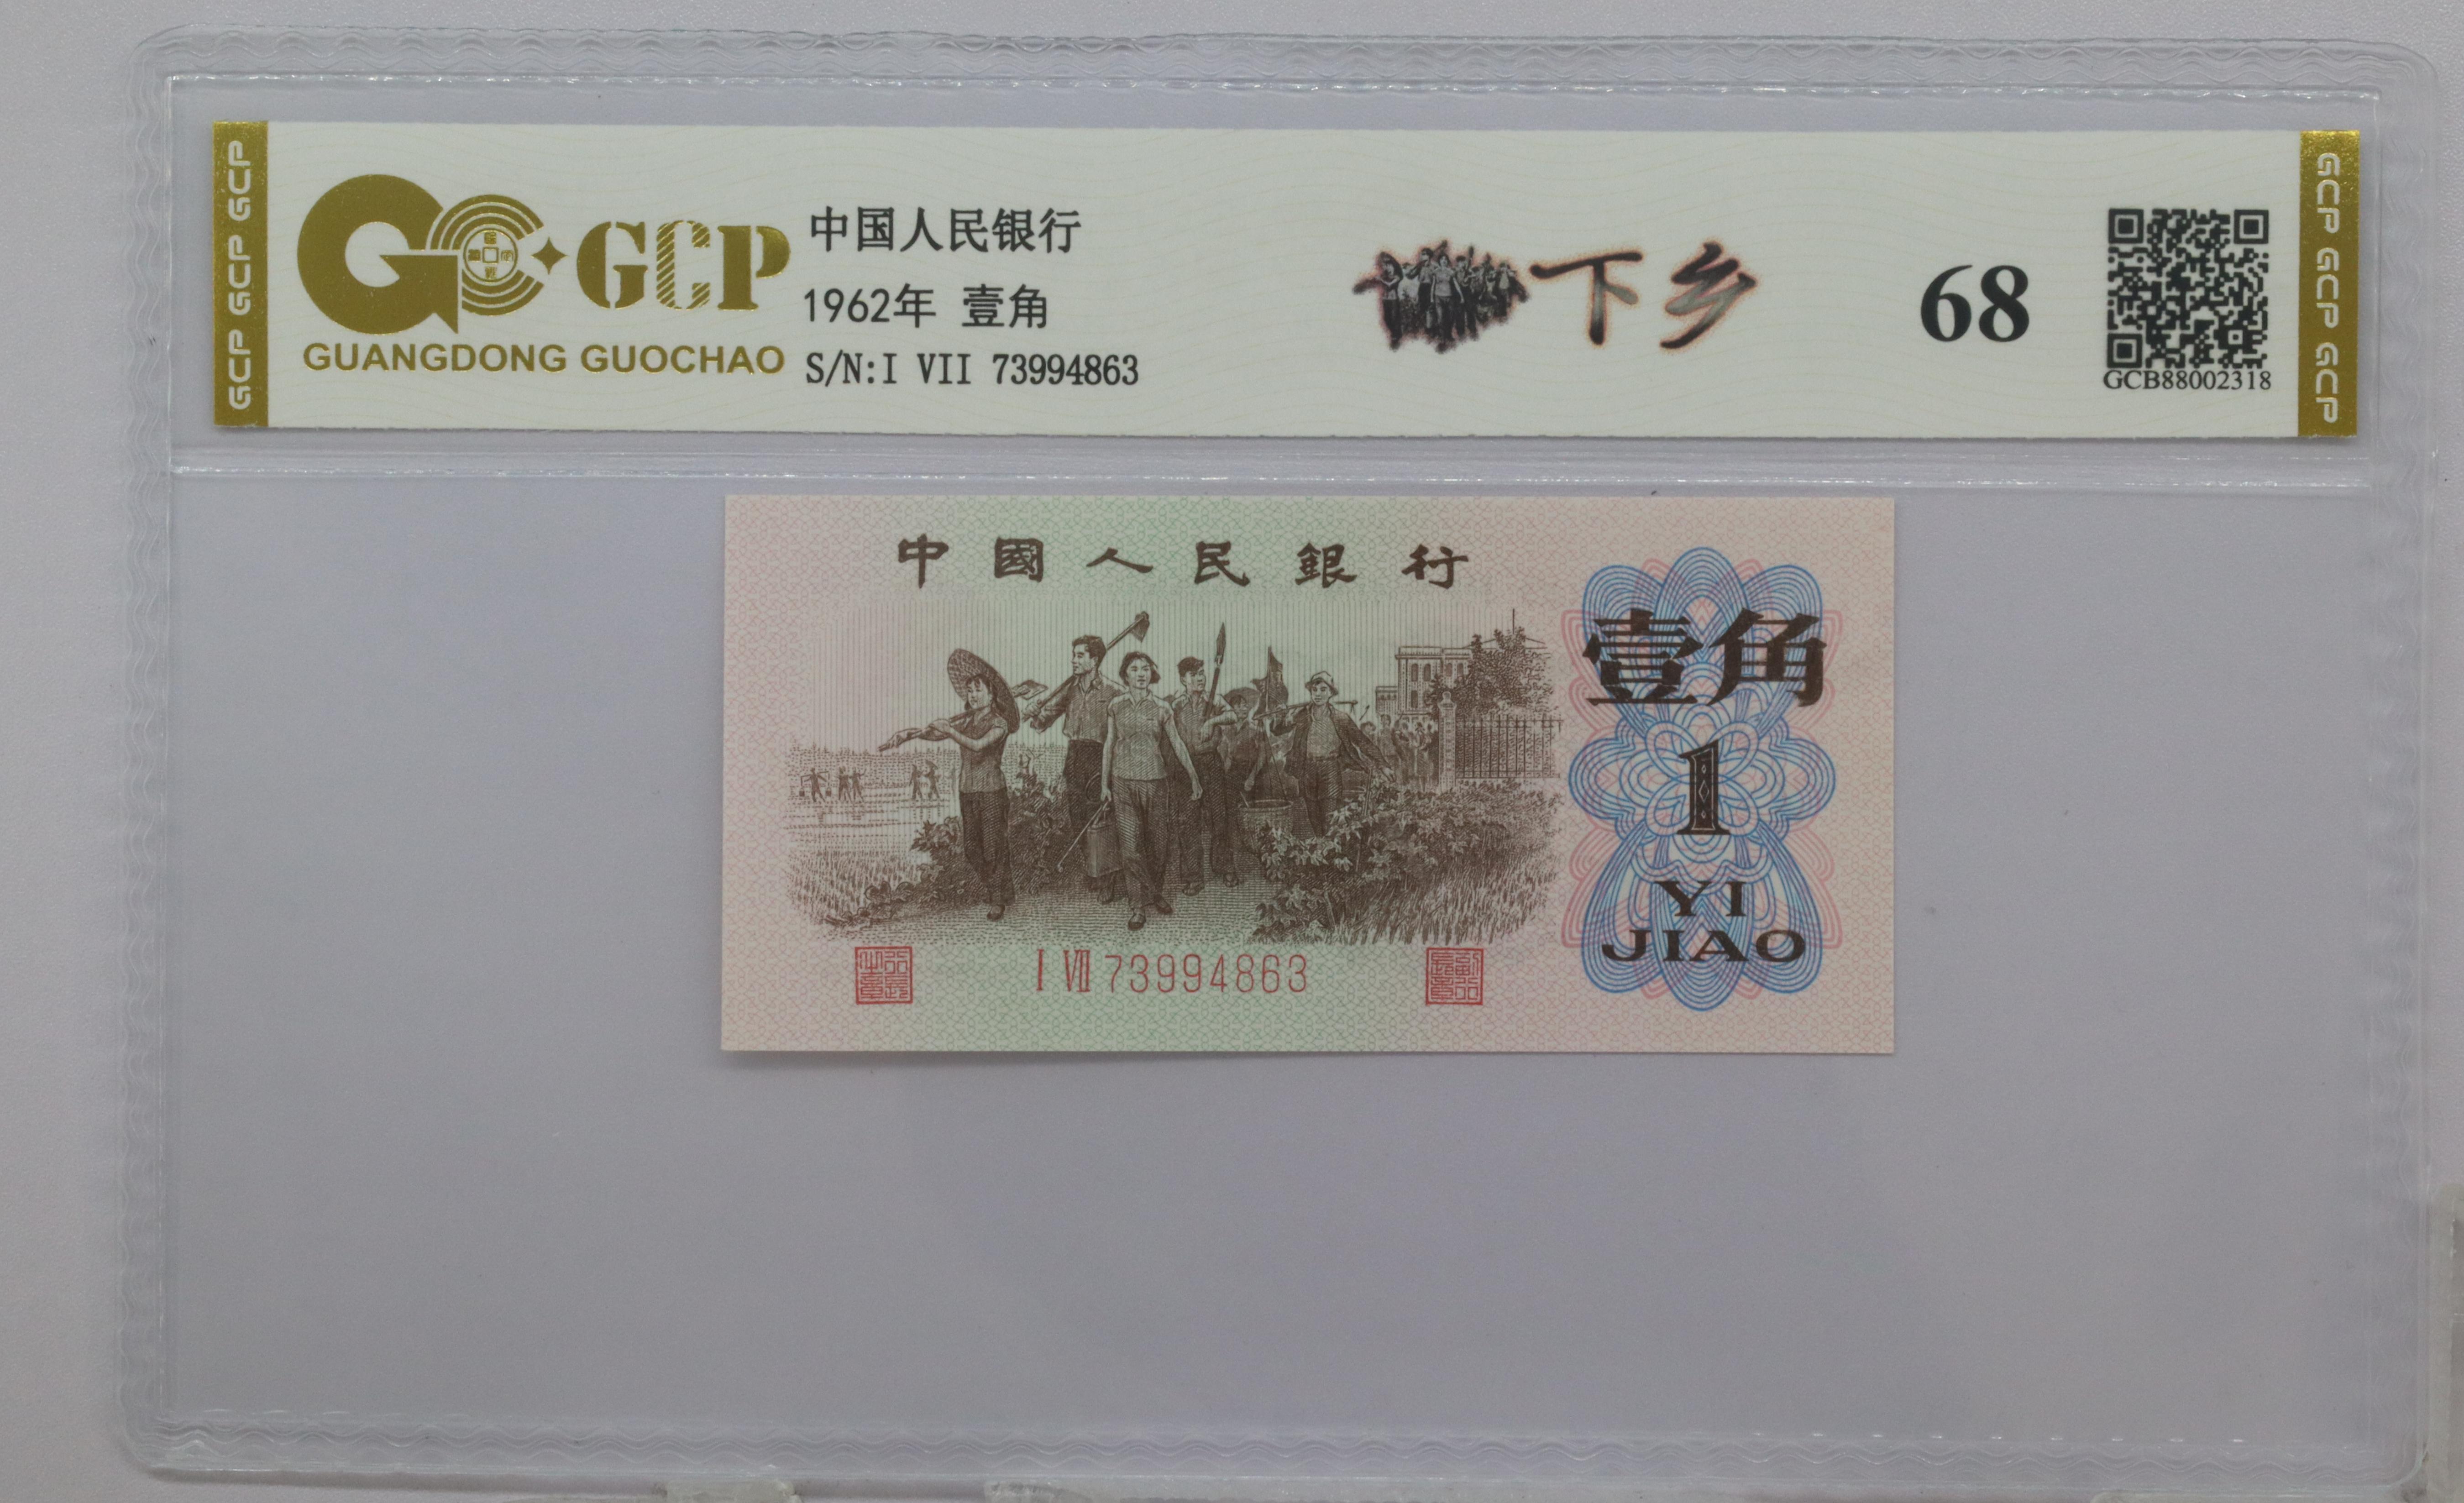 GCP GCP GCP
GCP
GUANGDONG GUOCHAO
中国人民银行
1962年 壹角
S/N:I VII 73994863
下乡
68
GCB88002318
GCP GCP GCP
中國人民銀行
壹角
1
YI
JIAO
I VII 73994863